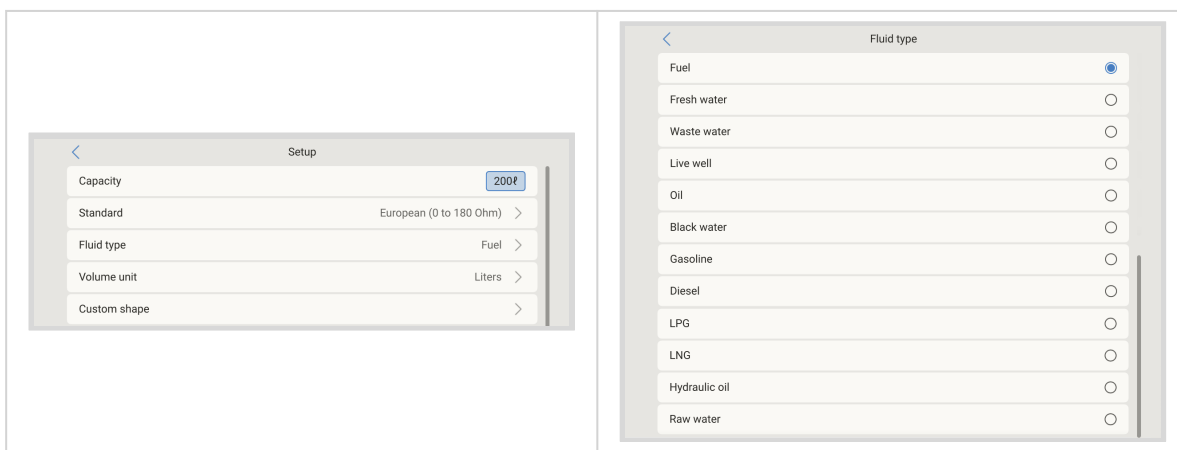 Setup
Capacity 200ℓ
Standard European (0 to 180 Ohm)
Fluid type Fuel
Volume unit Liters
Custom shape
Fluid type
Fuel
Fresh water
Waste water
Live well
Oil
Black water
Gasoline
Diesel
LPG
LNG
Hydraulic oil
Raw water